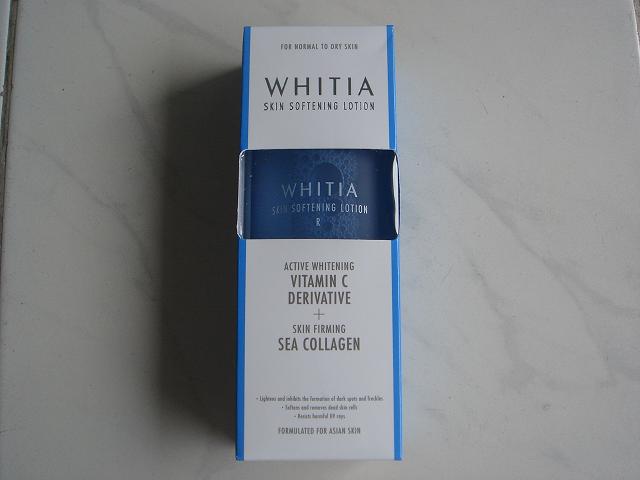 FOR NORMAL TO DRY SKIN
WHITIA
SKIN SOFTENING LOTION
WHITIA
SKIN SOFTENING LOTION
R
ACTIVE WHITENING
VITAMIN C
DERIVATIVE
+
SKIN FIRMING
SEA COLLAGEN
• Lightens and inhibits the formation of dark spots and freckles
• Softens and removes dead skin cells
• Resists harmful UV rays
FORMULATED FOR ASIAN SKIN